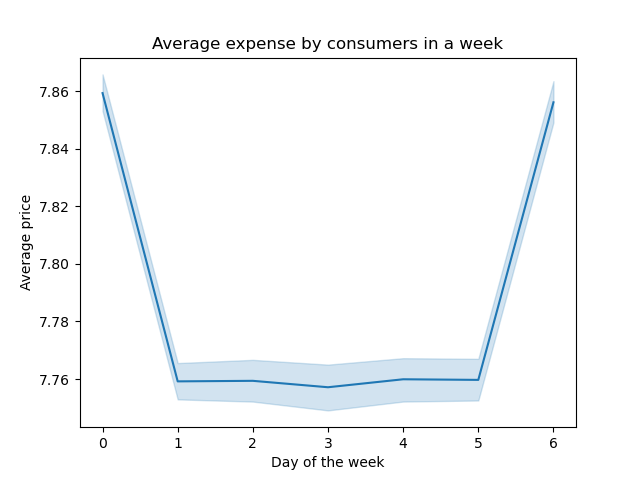 Average expense by consumers in a week
Average price
7.86
7.84
7.82
7.80
7.78
7.76
0 1 2 3 4 5 6
Day of the week